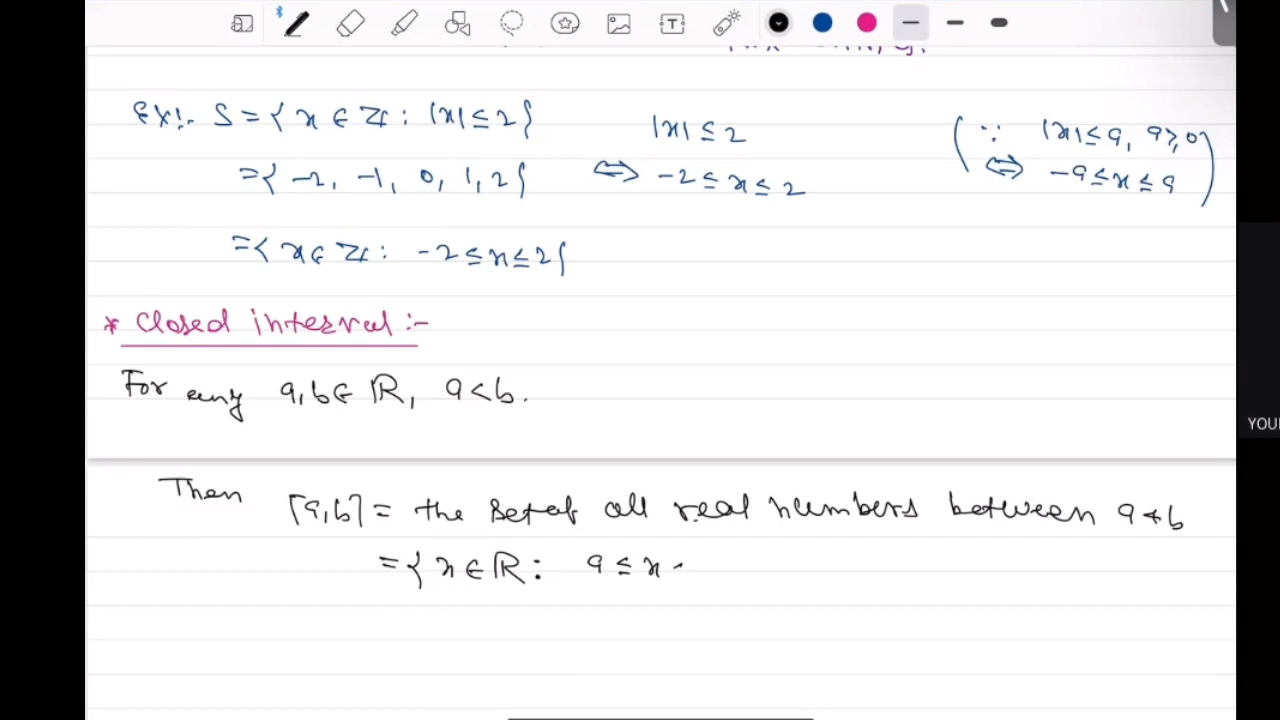 Ex:- S = { x ∈ ℤ : |x| ≤ 2 }
|x| ≤ 2
( ∵ |x| ≤ a, a ≥ 0
= { -2, -1, 0, 1, 2 }
⇔ -2 ≤ x ≤ 2
⇔ -a ≤ x ≤ a )
= { x ∈ ℤ : -2 ≤ x ≤ 2 }
* Closed interval :-
For any a, b ∈ ℝ, a < b.
Then [a, b] = the set of all real numbers between a & b
= { x ∈ ℝ : a ≤ x
YOU